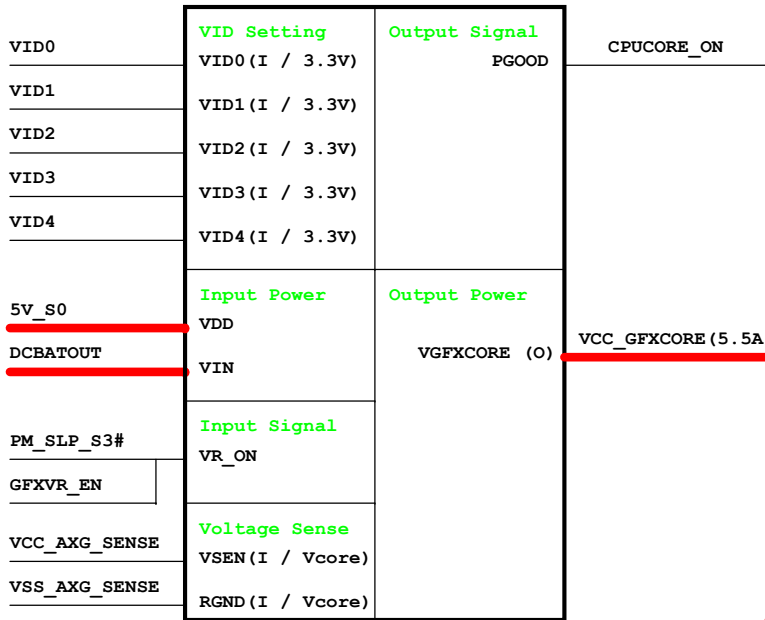 VID0
VID1
VID2
VID3
VID4
5V_S0
DCBATOUT
PM_SLP_S3#
GFXVR_EN
VCC_AXG_SENSE
VSS_AXG_SENSE
VID Setting
VID0(I / 3.3V)
VID1(I / 3.3V)
VID2(I / 3.3V)
VID3(I / 3.3V)
VID4(I / 3.3V)
Input Power
VDD
VIN
Input Signal
VR_ON
Voltage Sense
VSEN(I / Vcore)
RGND(I / Vcore)
Output Signal
PGOOD
Output Power
VGFXCORE (O)
CPUCORE_ON
VCC_GFXCORE(5.5A